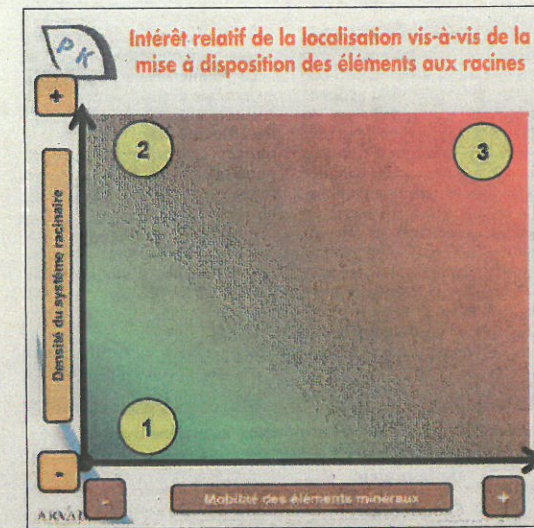 PK
Intérêt relatif de la localisation vis-à-vis de la
mise à disposition des éléments aux racines
+
2
3
Densité du système racinaire
1
-
-
Mobilité des éléments minéraux
+